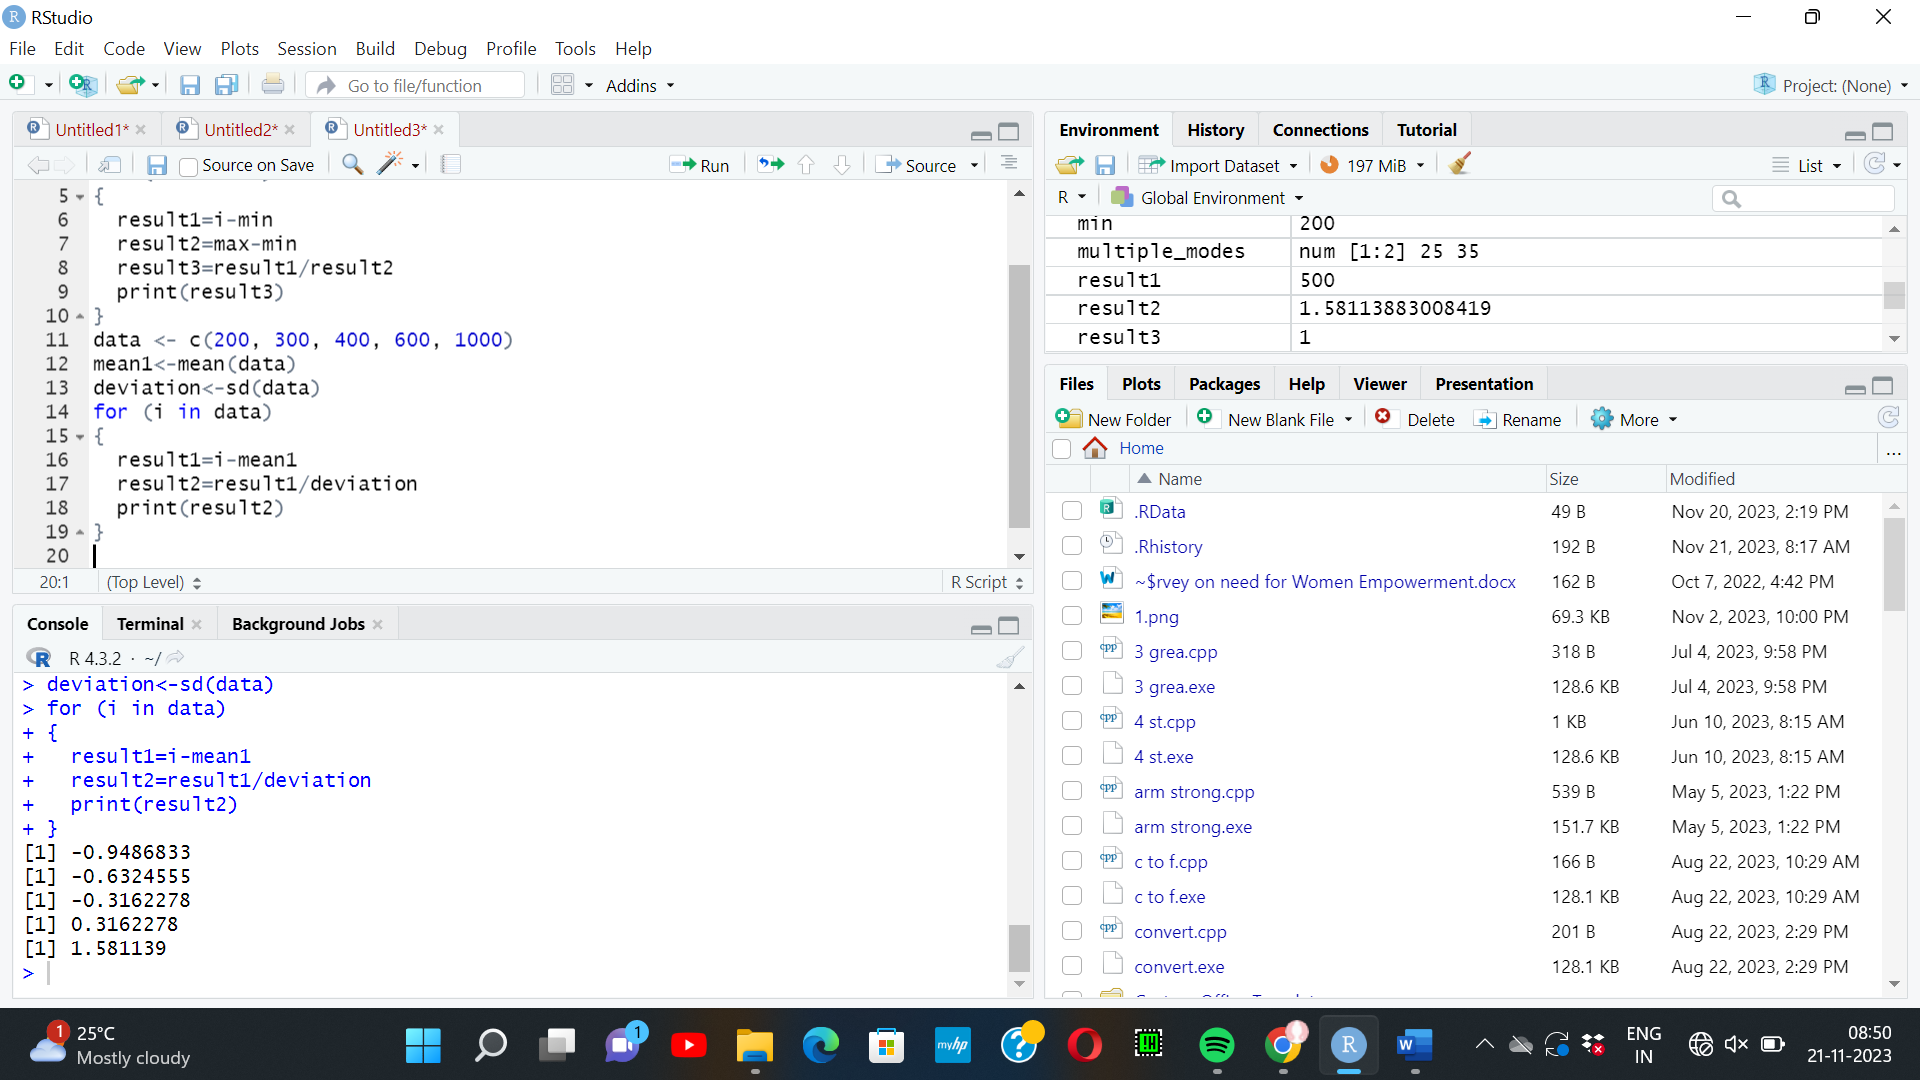 RStudio
File Edit Code View Plots Session Build Debug Profile Tools Help
Go to file/function Addins Project: (None)
Untitled1* Untitled2* Untitled3*
Source on Save Run Source
5 {
6 result1=i-min
7 result2=max-min
8 result3=result1/result2
9 print(result3)
10 }
11 data <- c(200, 300, 400, 600, 1000)
12 mean1<-mean(data)
13 deviation<-sd(data)
14 for (i in data)
15 {
16 result1=i-mean1
17 result2=result1/deviation
18 print(result2)
19 }
20
20:1 (Top Level) R Script
Console Terminal Background Jobs
R 4.3.2 · ~/
> deviation<-sd(data)
> for (i in data)
+ {
+ result1=i-mean1
+ result2=result1/deviation
+ print(result2)
+ }
[1] -0.9486833
[1] -0.6324555
[1] -0.3162278
[1] 0.3162278
[1] 1.581139
>
Environment History Connections Tutorial
Import Dataset 197 MiB List
R Global Environment
min 200
multiple_modes num [1:2] 25 35
result1 500
result2 1.58113883008419
result3 1
Files Plots Packages Help Viewer Presentation
New Folder New Blank File Delete Rename More
Home ...
Name Size Modified
.RData 49 B Nov 20, 2023, 2:19 PM
.Rhistory 192 B Nov 21, 2023, 8:17 AM
~$rvey on need for Women Empowerment.docx 162 B Oct 7, 2022, 4:42 PM
1.png 69.3 KB Nov 2, 2023, 10:00 PM
3 grea.cpp 318 B Jul 4, 2023, 9:58 PM
3 grea.exe 128.6 KB Jul 4, 2023, 9:58 PM
4 st.cpp 1 KB Jun 10, 2023, 8:15 AM
4 st.exe 128.6 KB Jun 10, 2023, 8:15 AM
arm strong.cpp 539 B May 5, 2023, 1:22 PM
arm strong.exe 151.7 KB May 5, 2023, 1:22 PM
c to f.cpp 166 B Aug 22, 2023, 10:29 AM
c to f.exe 128.1 KB Aug 22, 2023, 10:29 AM
convert.cpp 201 B Aug 22, 2023, 2:29 PM
convert.exe 128.1 KB Aug 22, 2023, 2:29 PM
1 25°C
Mostly cloudy
1
myhp
ENG
IN
08:50
21-11-2023